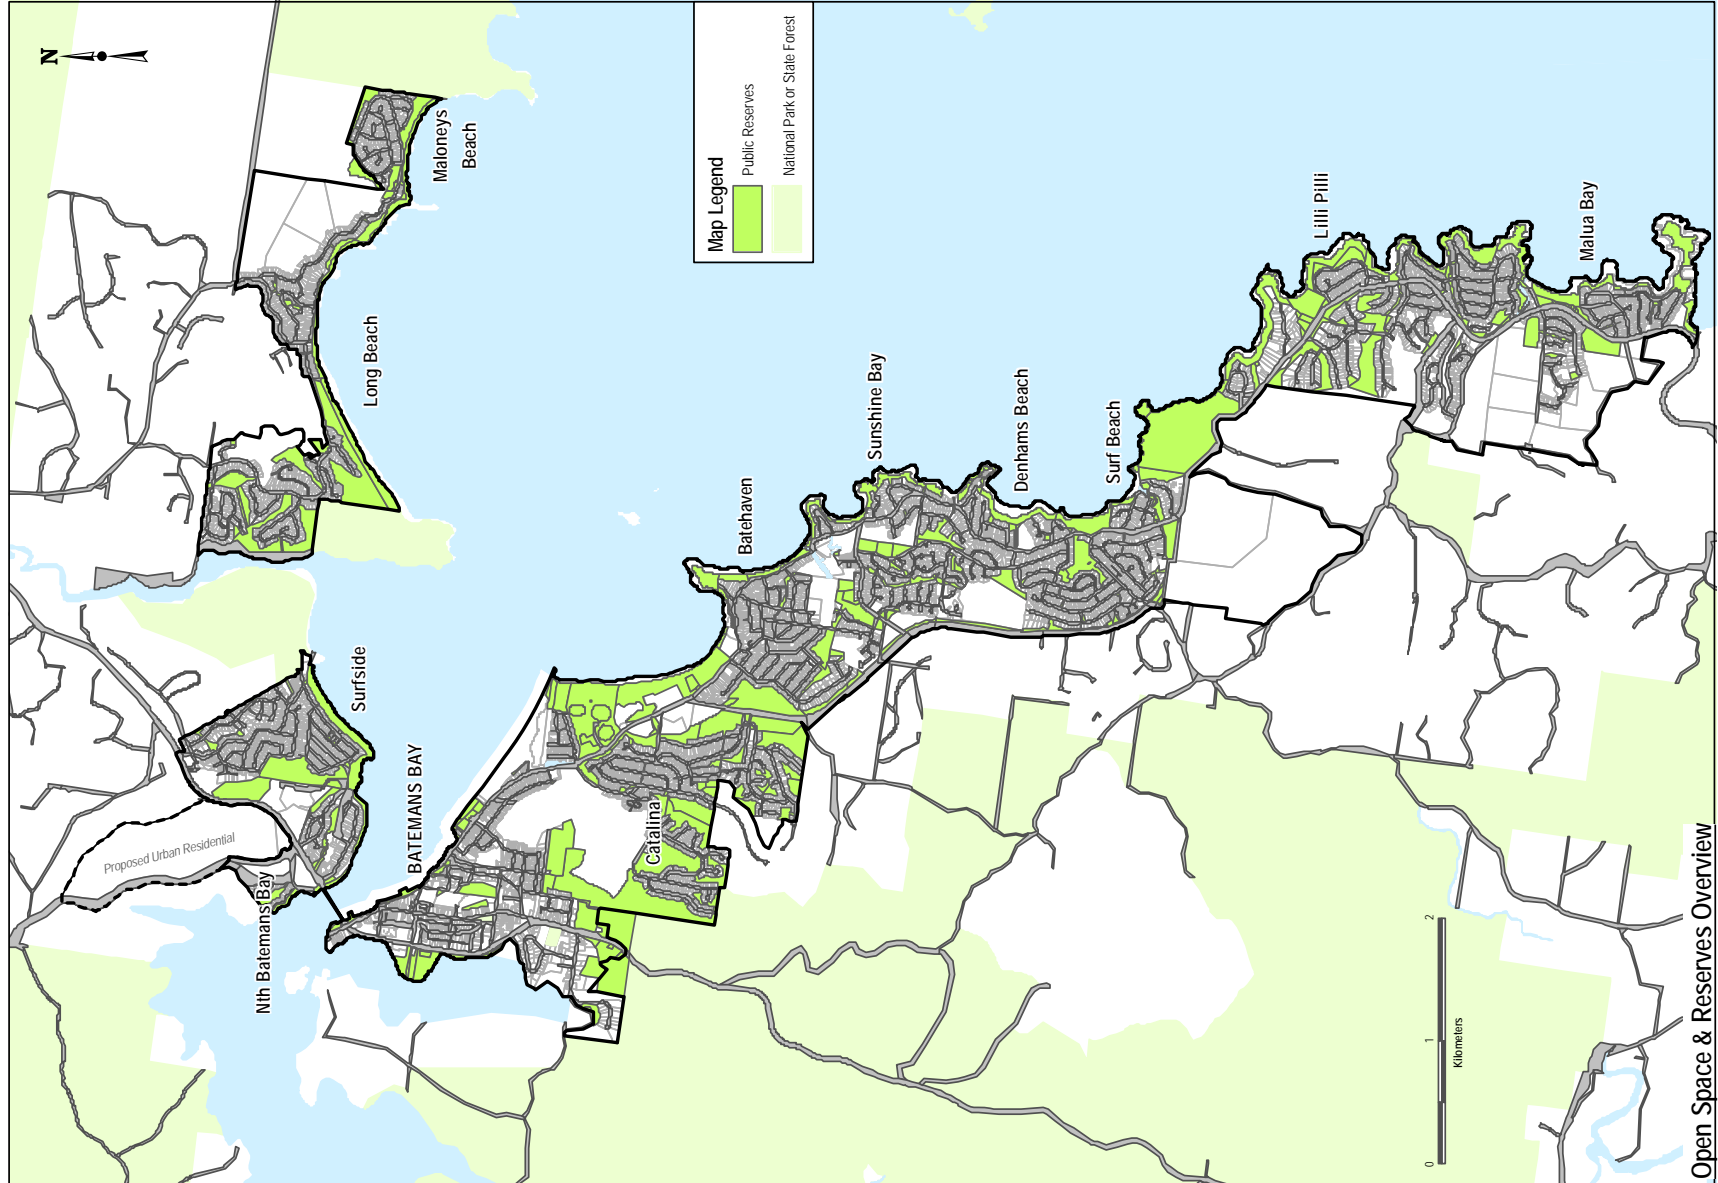 Open Space & Reserves Overview
N
Map Legend
Public Reserves
National Park or State Forest
Maloneys
Beach
Long Beach
Surfside
Proposed Urban Residential
Nth Batemans Bay
BATEMANS BAY
Catalina
Batehaven
Sunshine Bay
Denhams Beach
Surf Beach
Lilli Pilli
Malua Bay
0 1 2
Kilometers